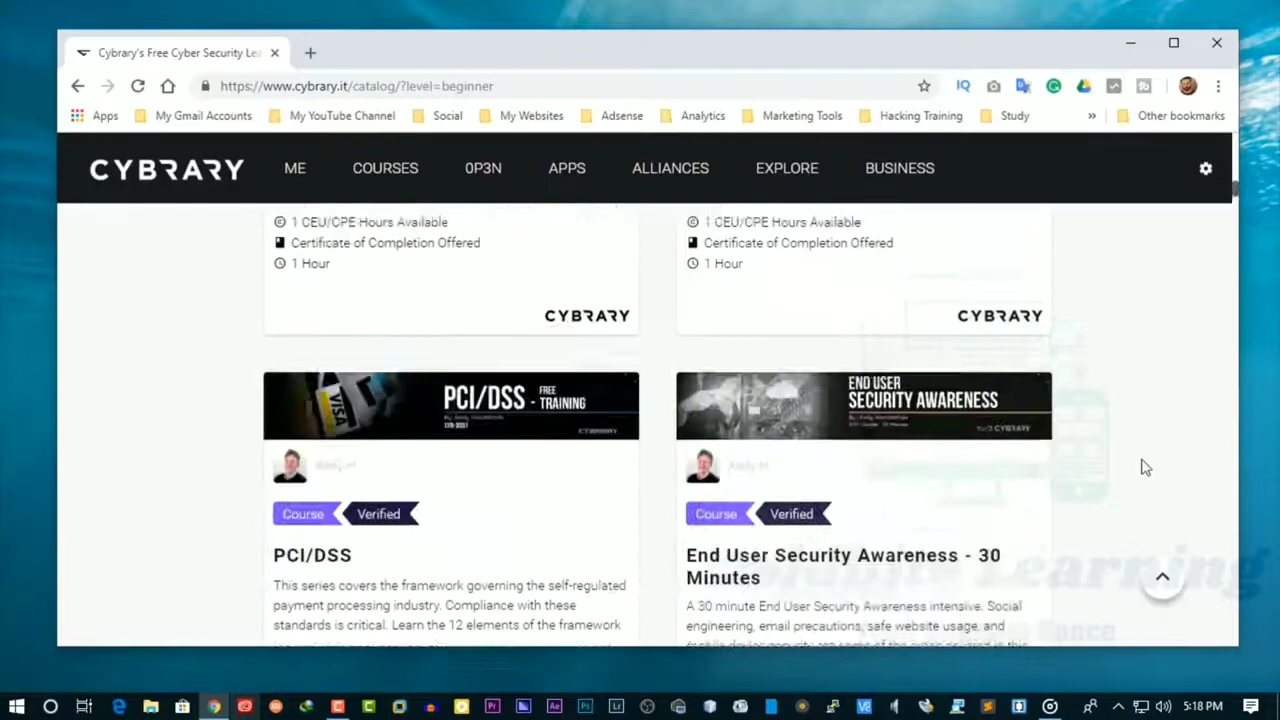 Cybrary's Free Cyber Security Lea
https://www.cybrary.it/catalog/?level=beginner
Apps My Gmail Accounts My YouTube Channel Social My Websites Adsense Analytics Marketing Tools Hacking Training Study » Other bookmarks
CYBRARY ME COURSES 0P3N APPS ALLIANCES EXPLORE BUSINESS
1 CEU/CPE Hours Available
Certificate of Completion Offered
1 Hour
CYBRARY
1 CEU/CPE Hours Available
Certificate of Completion Offered
1 Hour
CYBRARY
PCI/DSS - FREE TRAINING
CYBRARY
Course Verified
PCI/DSS
This series covers the framework governing the self-regulated
payment processing industry. Compliance with these
standards is critical. Learn the 12 elements of the framework
END USER
SECURITY AWARENESS
CYBRARY
Course Verified
End User Security Awareness - 30
Minutes
A 30 minute End User Security Awareness intensive. Social
engineering, email precautions, safe website usage, and
5:18 PM